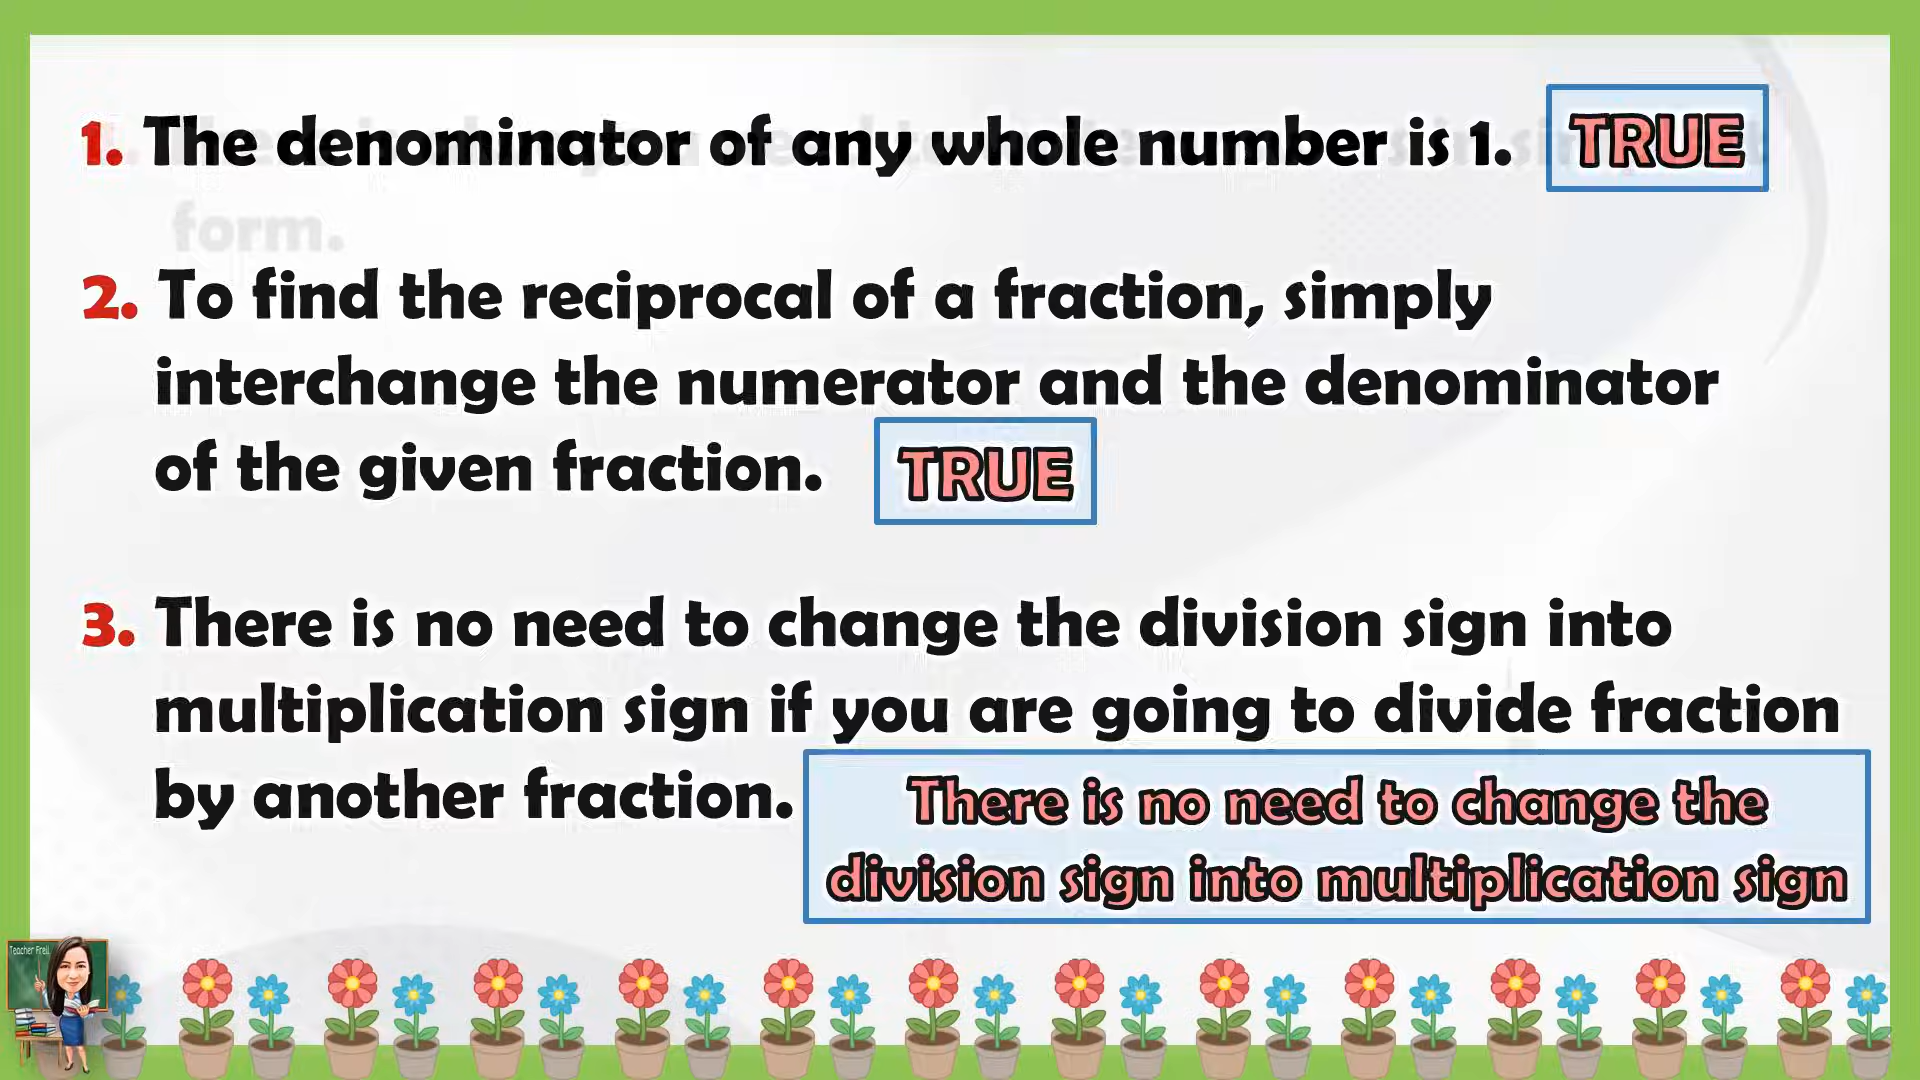 1. The denominator of any whole number is 1. TRUE
form.
2. To find the reciprocal of a fraction, simply
interchange the numerator and the denominator
of the given fraction. TRUE
3. There is no need to change the division sign into
multiplication sign if you are going to divide fraction
by another fraction.
There is no need to change the
division sign into multiplication sign
Teacher Firell